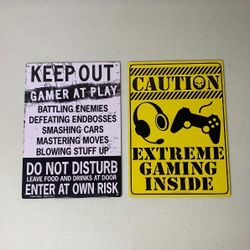 KEEP OUT
GAMER AT PLAY
BATTLING ENEMIES
DEFEATING ENDBOSSES
SMASHING CARS
MASTERING MOVES
BLOWING STUFF UP
DO NOT DISTURB
LEAVE FOOD AND DRINKS AT DOOR
ENTER AT OWN RISK
CAUTION
EXTREME
GAMING
INSIDE